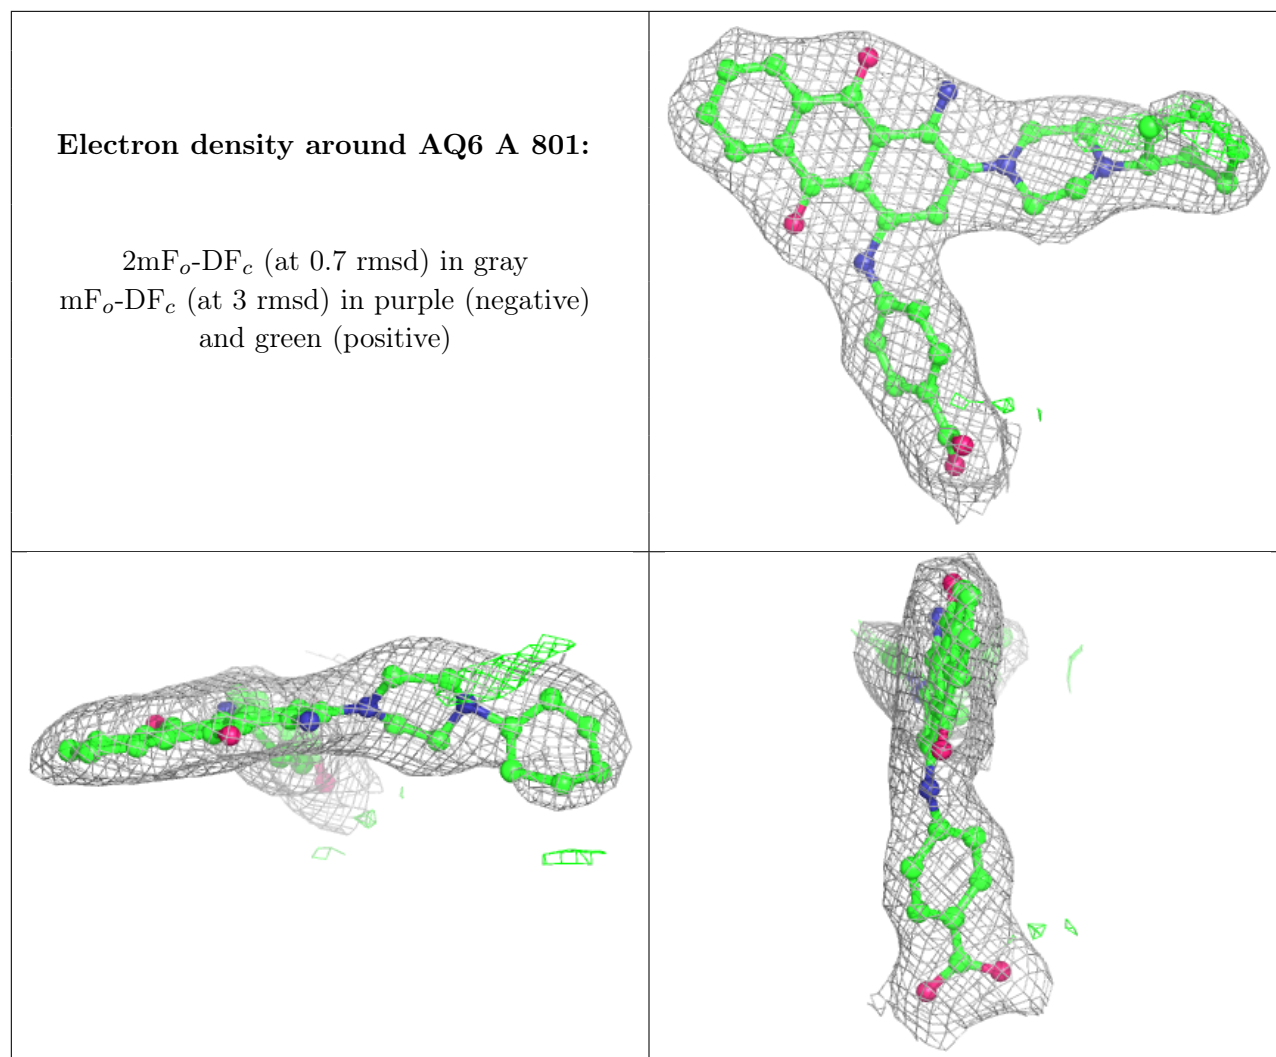 Electron density around AQ6 A 801:
2mFo-DFc (at 0.7 rmsd) in gray
mFo-DFc (at 3 rmsd) in purple (negative)
and green (positive)